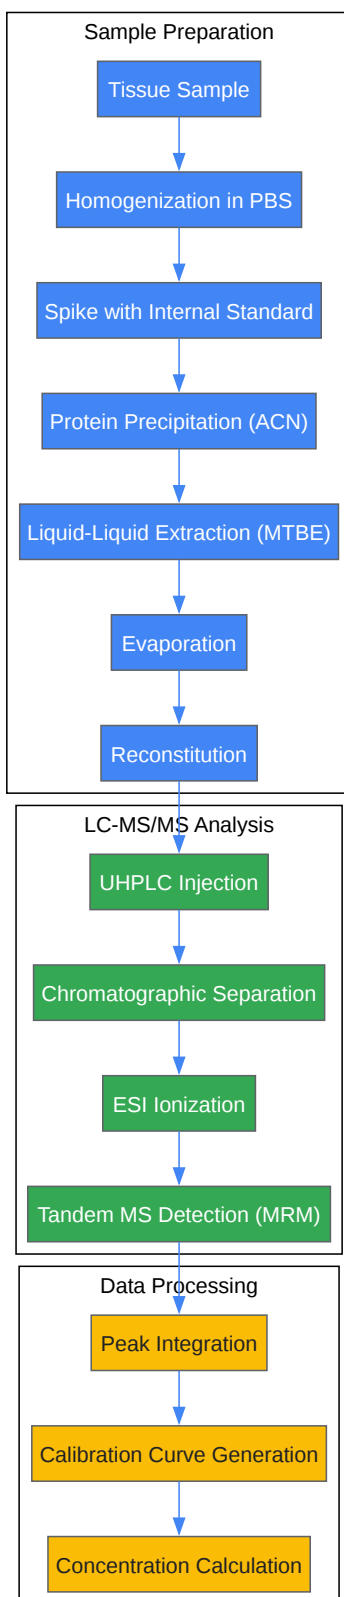 Sample Preparation
Tissue Sample
Homogenization in PBS
Spike with Internal Standard
Protein Precipitation (ACN)
Liquid-Liquid Extraction (MTBE)
Evaporation
Reconstitution
LC-MS/MS Analysis
UHPLC Injection
Chromatographic Separation
ESI Ionization
Tandem MS Detection (MRM)
Data Processing
Peak Integration
Calibration Curve Generation
Concentration Calculation